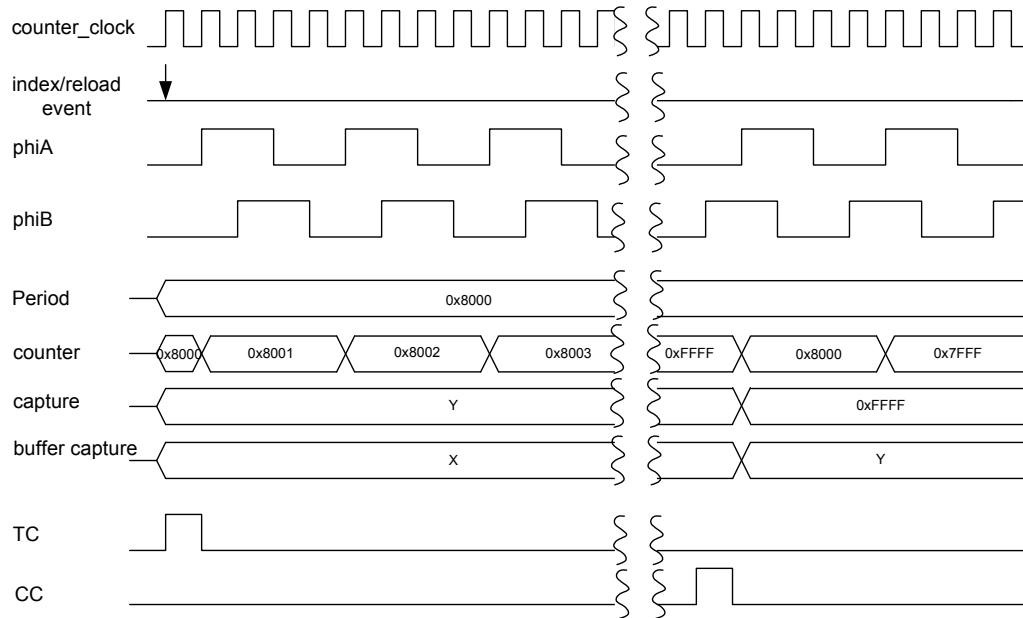 counter_clock
index/reload
event
phiA
phiB
Period
0x8000
counter
0x8000
0x8001
0x8002
0x8003
0xFFFF
0x8000
0x7FFF
capture
Y
0xFFFF
buffer capture
X
Y
TC
CC